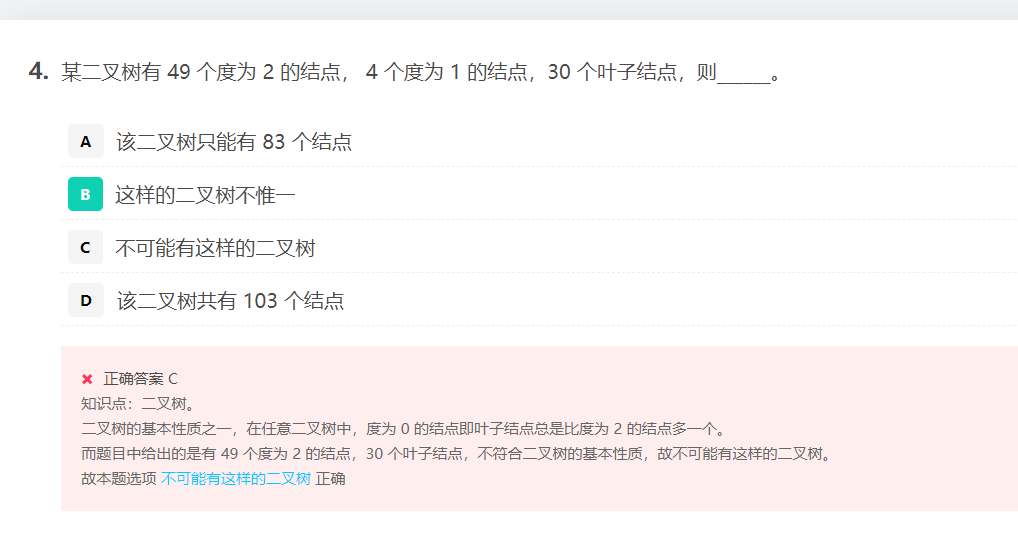 4. 某二叉树有 49 个度为 2 的结点， 4 个度为 1 的结点，30 个叶子结点，则______。
A 该二叉树只能有 83 个结点
B 这样的二叉树不惟一
C 不可能有这样的二叉树
D 该二叉树共有 103 个结点
✖ 正确答案 C
知识点：二叉树。
二叉树的基本性质之一，在任意二叉树中，度为 0 的结点即叶子结点总是比度为 2 的结点多一个。
而题目中给出的是有 49 个度为 2 的结点，30 个叶子结点，不符合二叉树的基本性质，故不可能有这样的二叉树。
故本题选项 不可能有这样的二叉树 正确